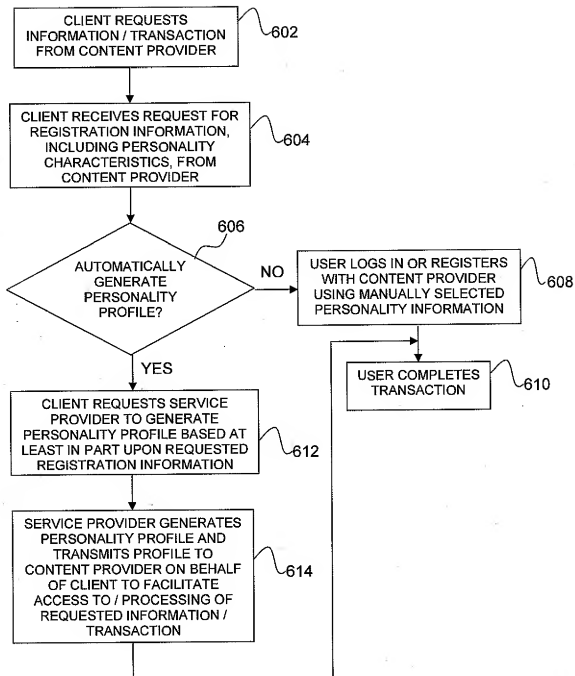 CLIENT REQUESTS
INFORMATION / TRANSACTION
FROM CONTENT PROVIDER
602
CLIENT RECEIVES REQUEST FOR
REGISTRATION INFORMATION,
INCLUDING PERSONALITY
CHARACTERISTICS, FROM
CONTENT PROVIDER
604
606
AUTOMATICALLY
GENERATE
PERSONALITY
PROFILE?
NO
YES
USER LOGS IN OR REGISTERS
WITH CONTENT PROVIDER
USING MANUALLY SELECTED
PERSONALITY INFORMATION
608
USER COMPLETES
TRANSACTION
610
CLIENT REQUESTS SERVICE
PROVIDER TO GENERATE
PERSONALITY PROFILE BASED AT
LEAST IN PART UPON REQUESTED
REGISTRATION INFORMATION
612
SERVICE PROVIDER GENERATES
PERSONALITY PROFILE AND
TRANSMITS PROFILE TO
CONTENT PROVIDER ON BEHALF
OF CLIENT TO FACILITATE
ACCESS TO / PROCESSING OF
REQUESTED INFORMATION /
TRANSACTION
614